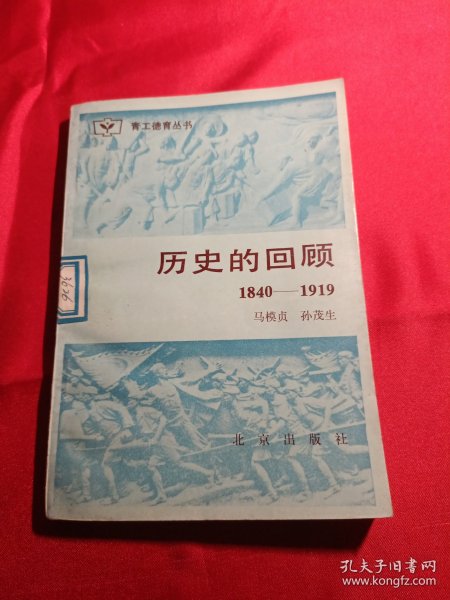 青工德育丛书
历史的回顾
1840——1919
马模贞 孙茂生
北京出版社
3626
孔夫子旧书网
www.kongfz.com